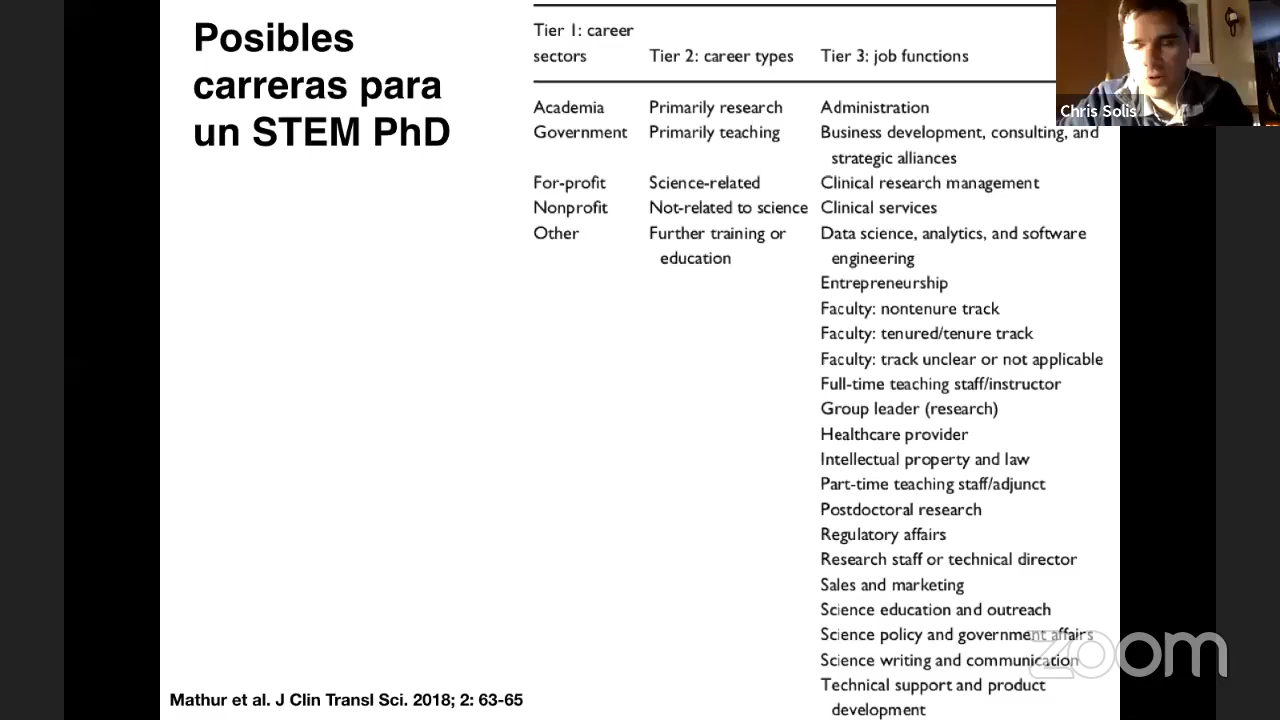 Posibles
carreras para
un STEM PhD
Tier 1: career
sectors
Tier 2: career types
Tier 3: job functions
Academia
Primarily research
Administration
Government
Primarily teaching
Business development, consulting, and
strategic alliances
For-profit
Science-related
Clinical research management
Nonprofit
Not-related to science
Clinical services
Other
Further training or
education
Data science, analytics, and software
engineering
Entrepreneurship
Faculty: nontenure track
Faculty: tenured/tenure track
Faculty: track unclear or not applicable
Full-time teaching staff/instructor
Group leader (research)
Healthcare provider
Intellectual property and law
Part-time teaching staff/adjunct
Postdoctoral research
Regulatory affairs
Research staff or technical director
Sales and marketing
Science education and outreach
Science policy and government affairs
Science writing and communication
Technical support and product
development
Mathur et al. J Clin Transl Sci. 2018; 2: 63-65
Chris Solis
zoom